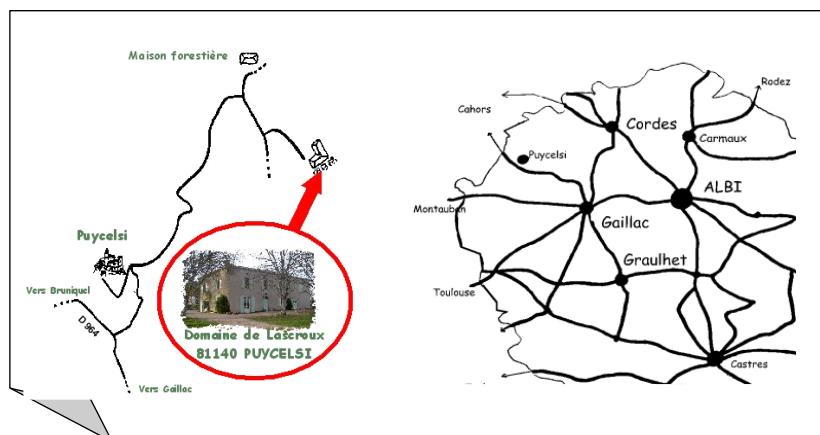 Maison forestière
Puycelsi
Vers Bruniquel
D 964
Vers Gaillac
Domaine de Lascroux
81140 PUYCELSI
Rodez
Cahors
Cordes
Carmaux
Puycelsi
ALBI
Montauban
Gaillac
Graulhet
Toulouse
Castres